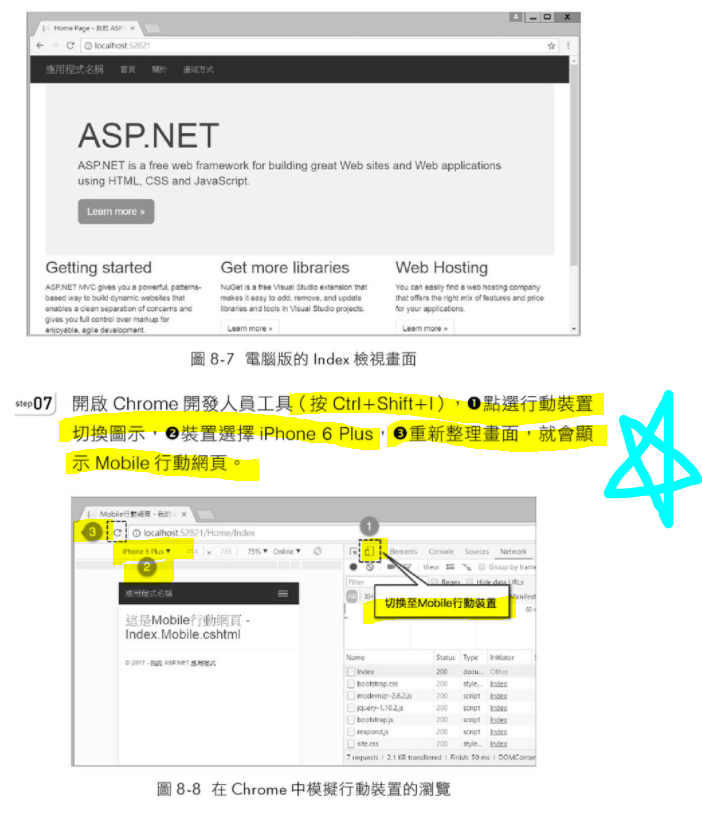 Home Page - 我的 ASP
localhost:52821
應用程式名稱 首頁 關於 連絡方式
ASP.NET
ASP.NET is a free web framework for building great Web sites and Web applications
using HTML, CSS and JavaScript.
Learn more »
Getting started
ASP.NET MVC gives you a powerful, patterns-
based way to build dynamic websites that
enables a clean separation of concerns and
gives you full control over markup for
enjoyable, agile development.
Get more libraries
NuGet is a free Visual Studio extension that
makes it easy to add, remove, and update
libraries and tools in Visual Studio projects.
Learn more »
Web Hosting
You can easily find a web hosting company
that offers the right mix of features and price
for your applications.
Learn more »
圖 8-7 電腦版的 Index 檢視畫面
step07 開啟 Chrome 開發人員工具（按 Ctrl+Shift+I），❶點選行動裝置
切換圖示，❷裝置選擇 iPhone 6 Plus，❸重新整理畫面，就會顯
示 Mobile 行動網頁。
Mobile行動網頁 - 我的
3 localhost:52821/Home/Index
1
iPhone 6 Plus ▼ 414 x 736 75% ▼ Online ▼
2
應用程式名稱
這是Mobile行動網頁 -
Index.Mobile.cshtml
© 2017 - 我的 ASP.NET 應用程式
Elements Console Sources Network
View: Group by frame
Filter Regex Hide data URLs
All XH Manifest
切換至Mobile行動裝置
Name Status Type Initiator
Index 200 docu... Other
bootstrap.css 200 style... Index
modernizr-2.6.2.js 200 script Index
jquery-1.10.2.js 200 script Index
bootstrap.js 200 script Index
respond.js 200 script Index
site.css 200 style... Index
7 requests | 2.1 KB transferred | Finish: 50 ms | DOMConten
圖 8-8 在 Chrome 中模擬行動裝置的瀏覽